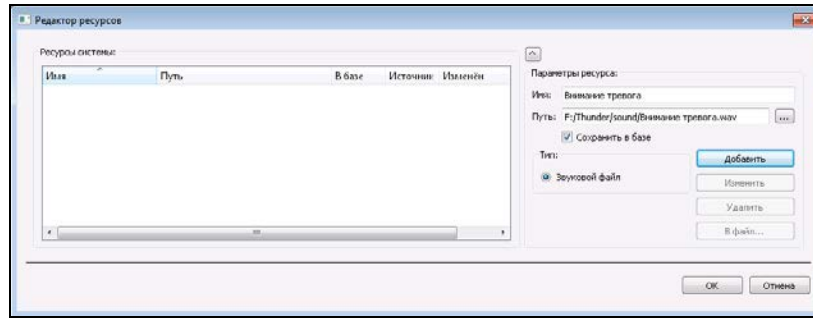 Редактор ресурсов
Ресурсы системы:
Имя Путь В базе Источник Изменён
Параметры ресурса:
Имя: Внимание тревога
Путь: F:/Thunder/sound/Внимание тревога.wav ...
Сохранить в базе
Тип:
Звуковой файл
Добавить
Изменить
Удалить
В файл...
OK Отмена